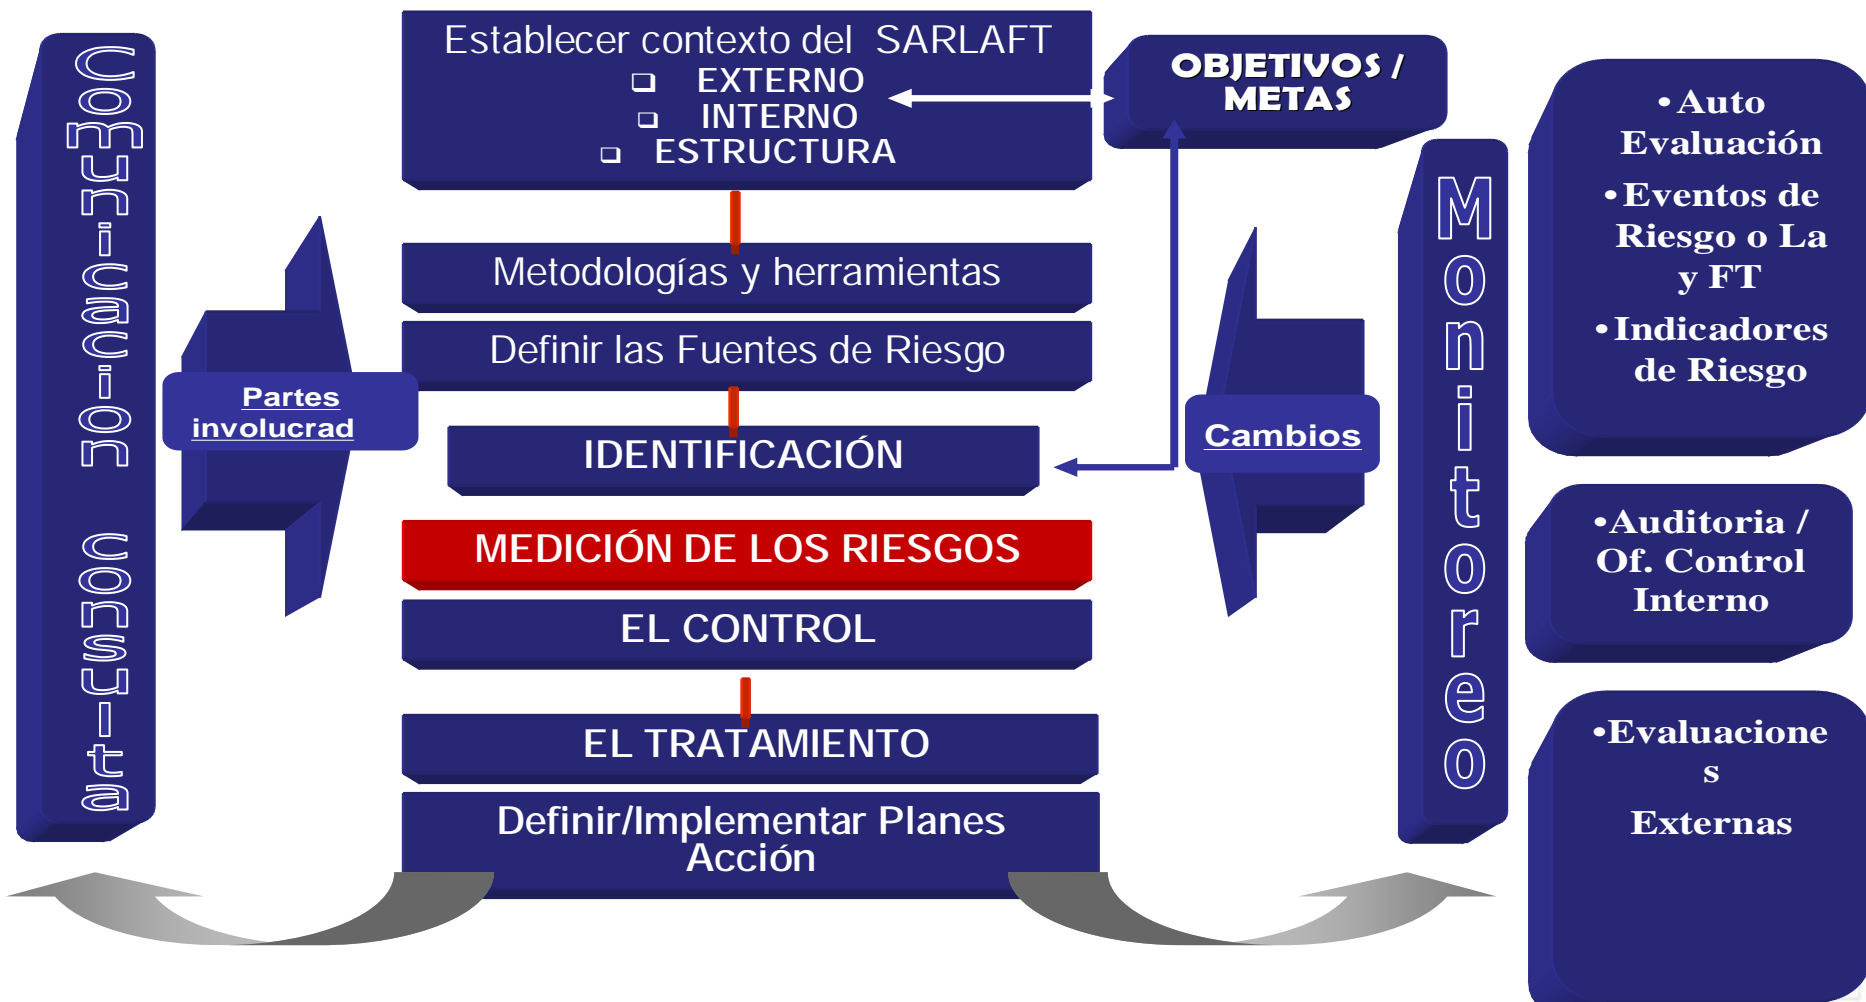 Comunicacion consulta
Establecer contexto del SARLAFT
❑ EXTERNO
❑ INTERNO
❑ ESTRUCTURA
OBJETIVOS /
METAS
Metodologías y herramientas
Definir las Fuentes de Riesgo
Partes
involucrad
IDENTIFICACIÓN
MEDICIÓN DE LOS RIESGOS
EL CONTROL
EL TRATAMIENTO
Definir/Implementar Planes
Acción
Cambios
Monitoreo
•Auto
Evaluación
•Eventos de
Riesgo o La
y FT
•Indicadores
de Riesgo
•Auditoria /
Of. Control
Interno
•Evaluacione
s
Externas